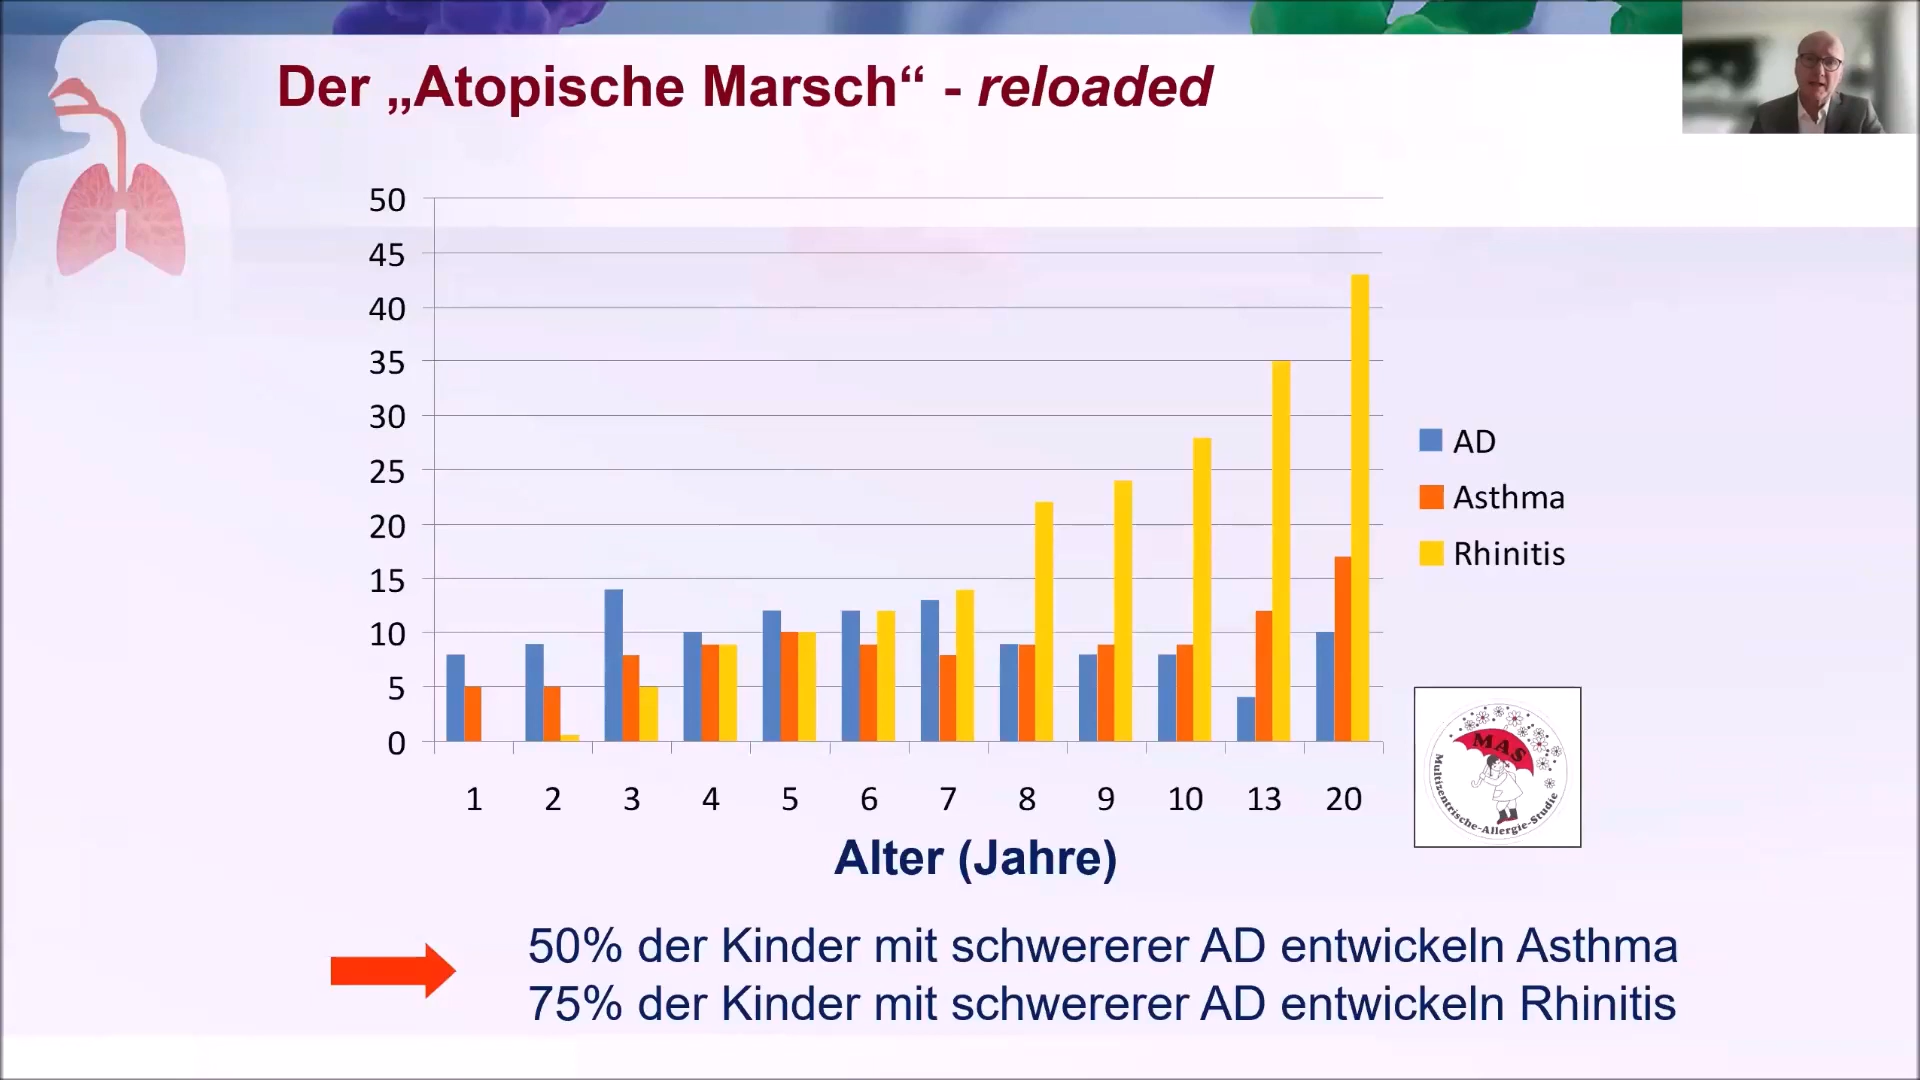 Der „Atopische Marsch“ - reloaded
50
45
40
35
30
25
20
15
10
5
0
1 2 3 4 5 6 7 8 9 10 13 20
Alter (Jahre)
AD
Asthma
Rhinitis
MAS
Multizentrische-Allergie-Studie
50% der Kinder mit schwererer AD entwickeln Asthma
75% der Kinder mit schwererer AD entwickeln Rhinitis